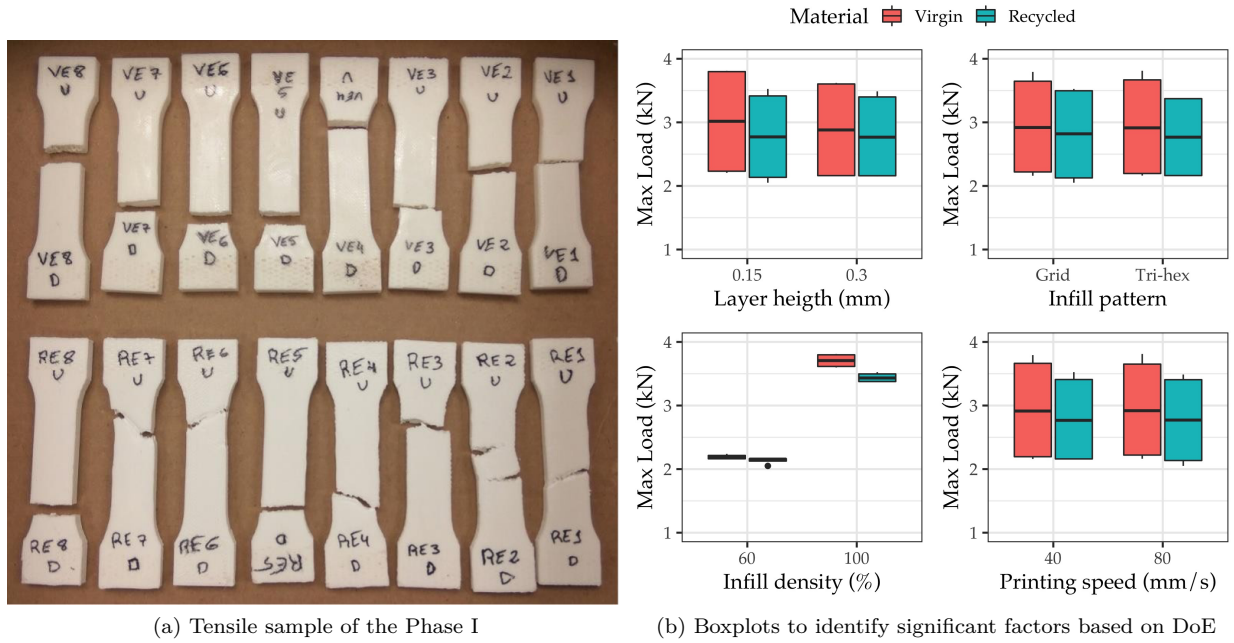 Material Virgin Recycled
VE8 VE7 VE6 VE5 VE4 VE3 VE2 VE1
U U U U U U U U
VE8 VE7 VE6 VE5 VE4 VE3 VE2 VE1
D D D D D D D D
RE8 RE7 RE6 RE5 RE4 RE3 RE2 RE1
U U U U U U U U
RE8 RE7 RE6 RE5 RE4 RE3 RE2 RE1
D D D D D D D D
(a) Tensile sample of the Phase I
Max Load (kN)
4
3
2
1
0.15 0.3
Layer heigth (mm)
Max Load (kN)
4
3
2
1
Grid Tri-hex
Infill pattern
Max Load (kN)
4
3
2
1
60 100
Infill density (%)
Max Load (kN)
4
3
2
1
40 80
Printing speed (mm/s)
(b) Boxplots to identify significant factors based on DoE